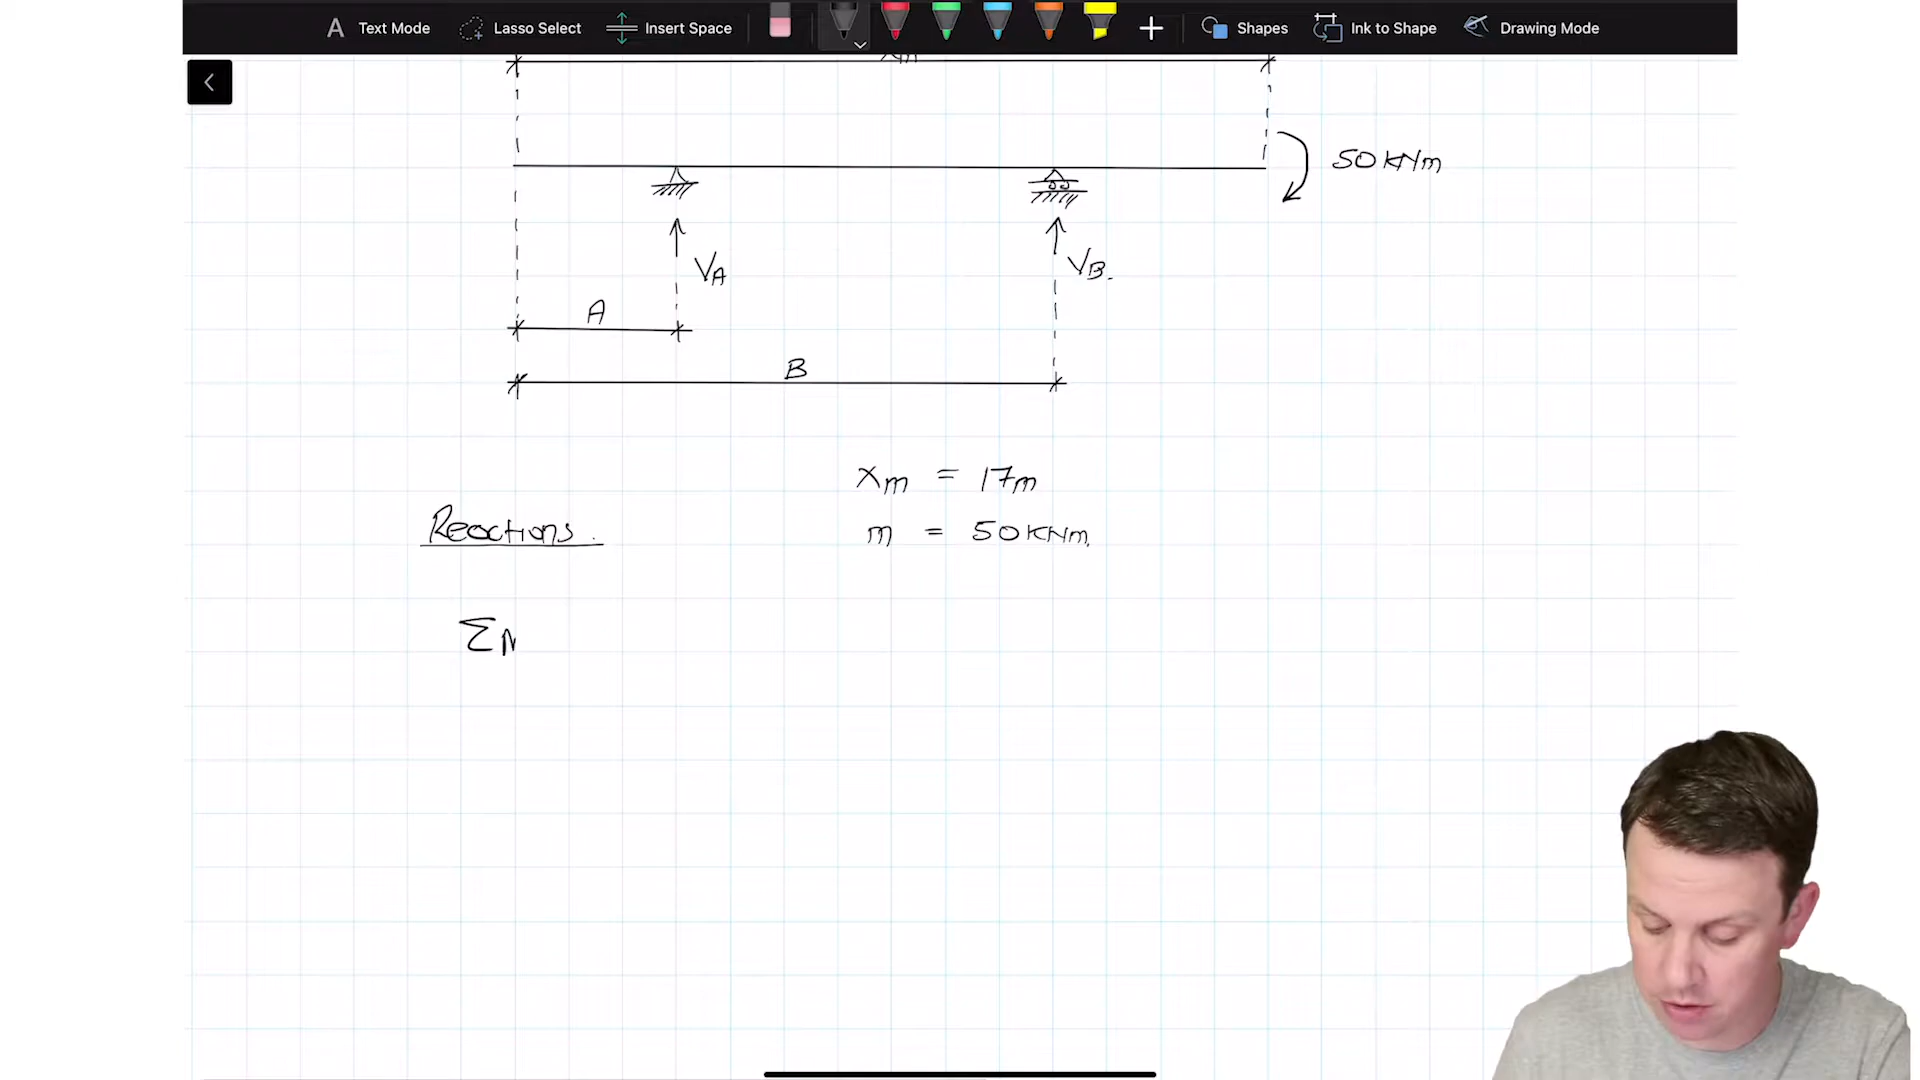 Text Mode Lasso Select Insert Space Shapes Ink to Shape Drawing Mode
50 kNm
VA
VB.
A
B
xm = 17m
Reactions.
m = 50 kNm.
ΣM